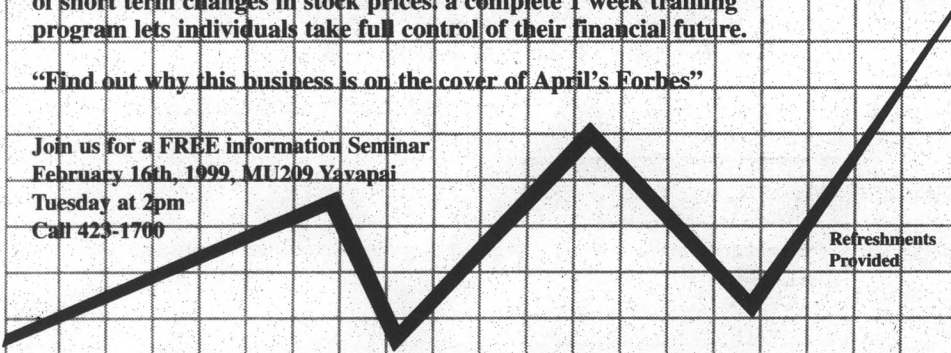 of short term changes in stock prices, a complete 1 week training
program lets individuals take full control of their financial future.
“Find out why this business is on the cover of April’s Forbes”
Join us for a FREE information Seminar
February 16th, 1999, MU209 Yavapai
Tuesday at 2pm
Call 423-1700
Refreshments
Provided